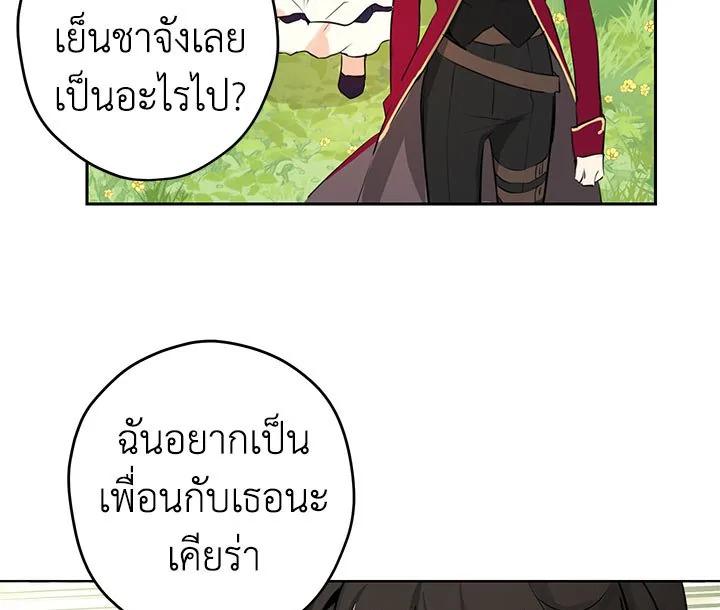 เย็นชาจังเลย
เป็นอะไรไป?
ฉันอยากเป็น
เพื่อนกับเธอนะ
เคียร่า